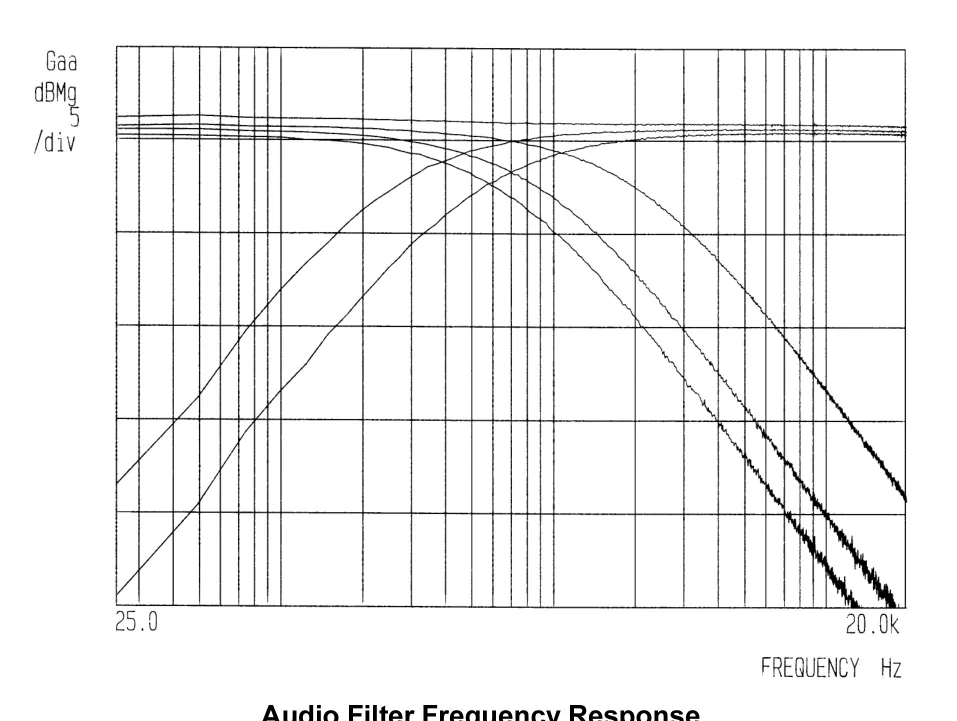 Gaa
dBMg
5
/div
25.0
20.0k
FREQUENCY Hz
Audio Filter Frequency Response